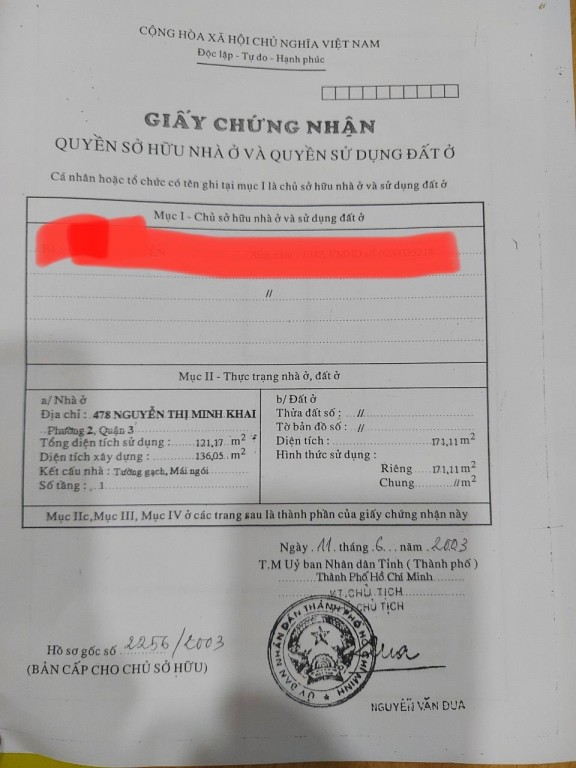 CỘNG HÒA XÃ HỘI CHỦ NGHĨA VIỆT NAM
Độc lập - Tự do - Hạnh phúc
GIẤY CHỨNG NHẬN
QUYỀN SỞ HỮU NHÀ Ở VÀ QUYỀN SỬ DỤNG ĐẤT Ở
Cá nhân hoặc tổ chức có tên ghi tại mục I là chủ sở hữu nhà ở và sử dụng đất ở
Mục I - Chủ sở hữu nhà ở và sử dụng đất ở
//
Mục II - Thực trạng nhà ở, đất ở
a/ Nhà ở
Địa chỉ : 478 NGUYỄN THỊ MINH KHAI
Phường 2, Quận 3
Tổng diện tích sử dụng : 121,17 m2
Diện tích xây dựng : 136,05 m2
Kết cấu nhà : Tường gạch, Mái ngói
Số tầng : 1
b/ Đất ở
Thửa đất số : //
Tờ bản đồ số : //
Diện tích : 171,11 m2
Hình thức sử dụng :
Riêng 171,11 m2
Chung // m2
Mục IIc, Mục III, Mục IV ở các trang sau là thành phần của giấy chứng nhận này
Ngày 11 tháng 6 năm 2003
T.M Uỷ ban Nhân dân Tỉnh ( Thành phố )
Thành Phố Hồ Chí Minh
CHỦ TỊCH
CHỦ TỊCH
ỦY BAN NHÂN DÂN THÀNH PHỐ HỒ CHÍ MINH
Hồ sơ gốc số 2256/2003
(BẢN CẤP CHO CHỦ SỞ HỮU)
NGUYỄN VĂN ĐUA